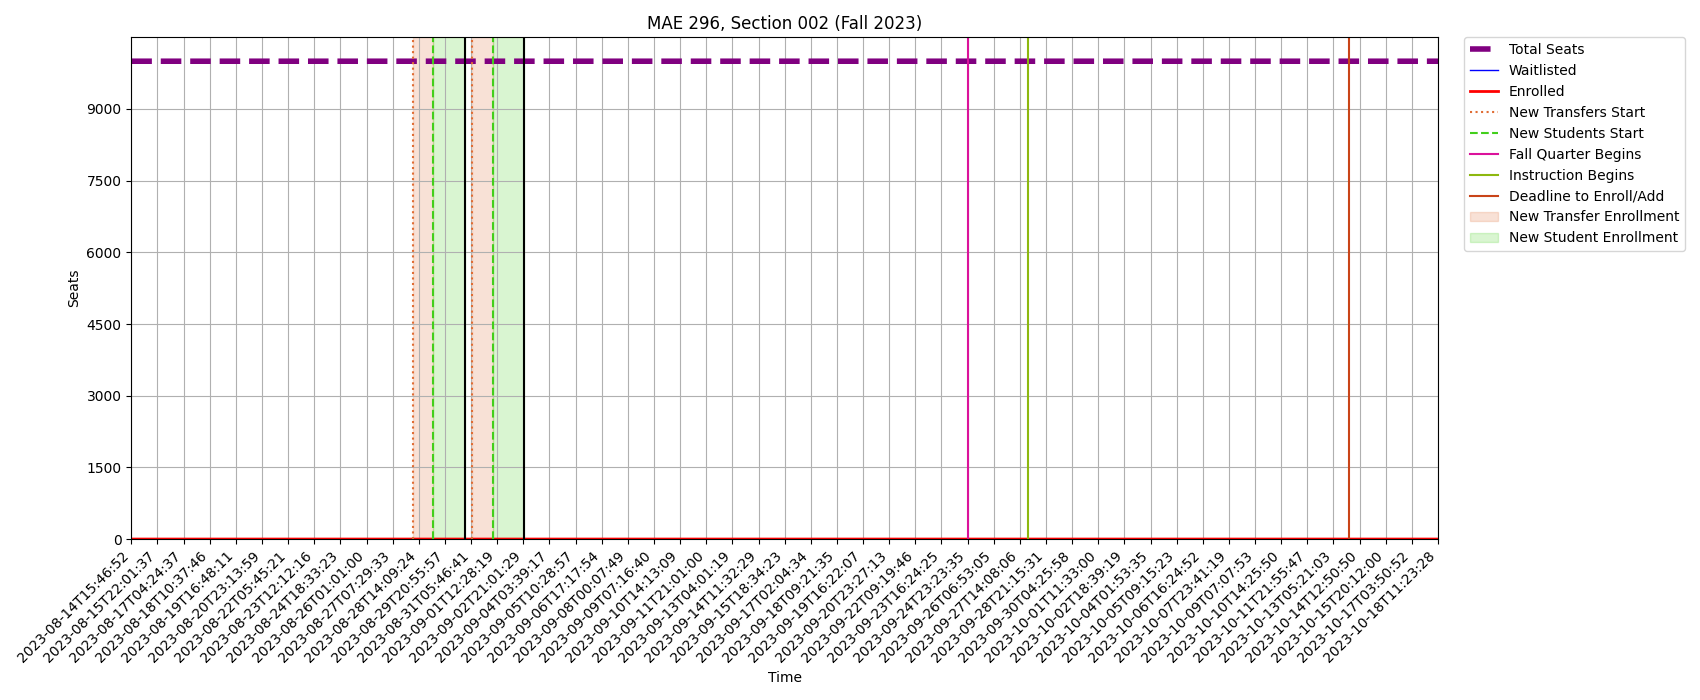 MAE 296, Section 002 (Fall 2023)
Total Seats
Waitlisted
Enrolled
New Transfers Start
New Students Start
Fall Quarter Begins
Instruction Begins
Deadline to Enroll/Add
New Transfer Enrollment
New Student Enrollment
Seats
9000
7500
6000
4500
3000
1500
0
2023-08-14T15:46:52
2023-08-15T22:01:37
2023-08-17T04:24:37
2023-08-18T10:37:46
2023-08-19T16:48:11
2023-08-20T23:13:59
2023-08-22T05:45:21
2023-08-23T12:12:16
2023-08-24T18:33:23
2023-08-26T01:01:00
2023-08-27T07:29:33
2023-08-28T14:09:24
2023-08-29T20:55:57
2023-08-31T05:46:41
2023-09-01T12:28:19
2023-09-02T21:01:29
2023-09-04T03:39:17
2023-09-05T10:28:57
2023-09-06T17:17:54
2023-09-08T00:07:49
2023-09-09T07:16:40
2023-09-10T14:13:09
2023-09-11T21:01:00
2023-09-13T04:01:19
2023-09-14T11:32:29
2023-09-15T18:34:23
2023-09-17T02:04:34
2023-09-18T09:21:35
2023-09-19T16:22:07
2023-09-20T23:27:13
2023-09-22T09:19:46
2023-09-23T16:24:25
2023-09-24T23:23:35
2023-09-26T06:53:05
2023-09-27T14:08:06
2023-09-28T21:15:31
2023-09-30T04:25:58
2023-10-01T11:33:00
2023-10-02T18:39:19
2023-10-04T01:53:35
2023-10-05T09:15:23
2023-10-06T16:24:52
2023-10-07T23:41:19
2023-10-09T07:07:53
2023-10-10T14:25:50
2023-10-11T21:55:47
2023-10-13T05:21:03
2023-10-14T12:50:50
2023-10-15T20:12:00
2023-10-17T03:50:52
2023-10-18T11:23:28
Time